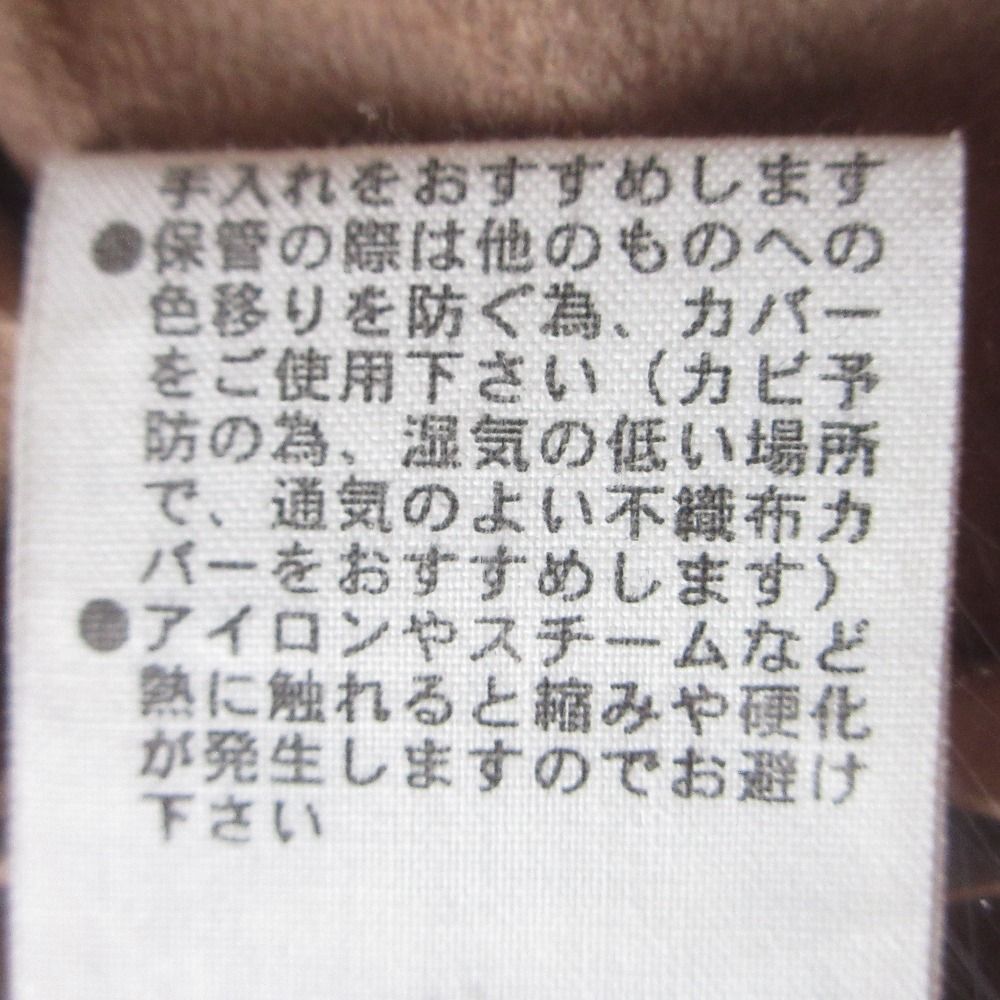 手入れをおすすめします
●保管の際は他のものへの
色移りを防ぐ為、カバー
をご使用下さい（カビ予
防の為、湿気の低い場所
で、通気のよい不織布カ
バーをおすすめします）
●アイロンやスチームなど
熱に触れると縮みや硬化
が発生しますのでお避け
下さい